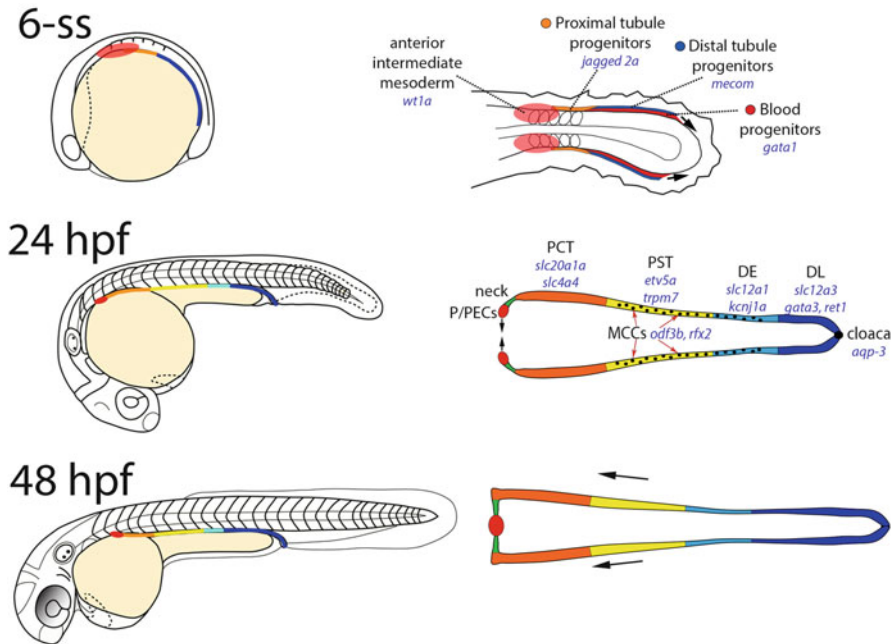 6-ss
anterior
intermediate
mesoderm
wt1a
Proximal tubule
progenitors
jagged 2a
Distal tubule
progenitors
mecom
Blood
progenitors
gata1
24 hpf
neck
P/PECs
PCT
slc20a1a
slc4a4
PST
etv5a
trpm7
MCCs odf3b, rfx2
DE
slc12a1
kcnj1a
DL
slc12a3
gata3, ret1
cloaca
aqp-3
48 hpf